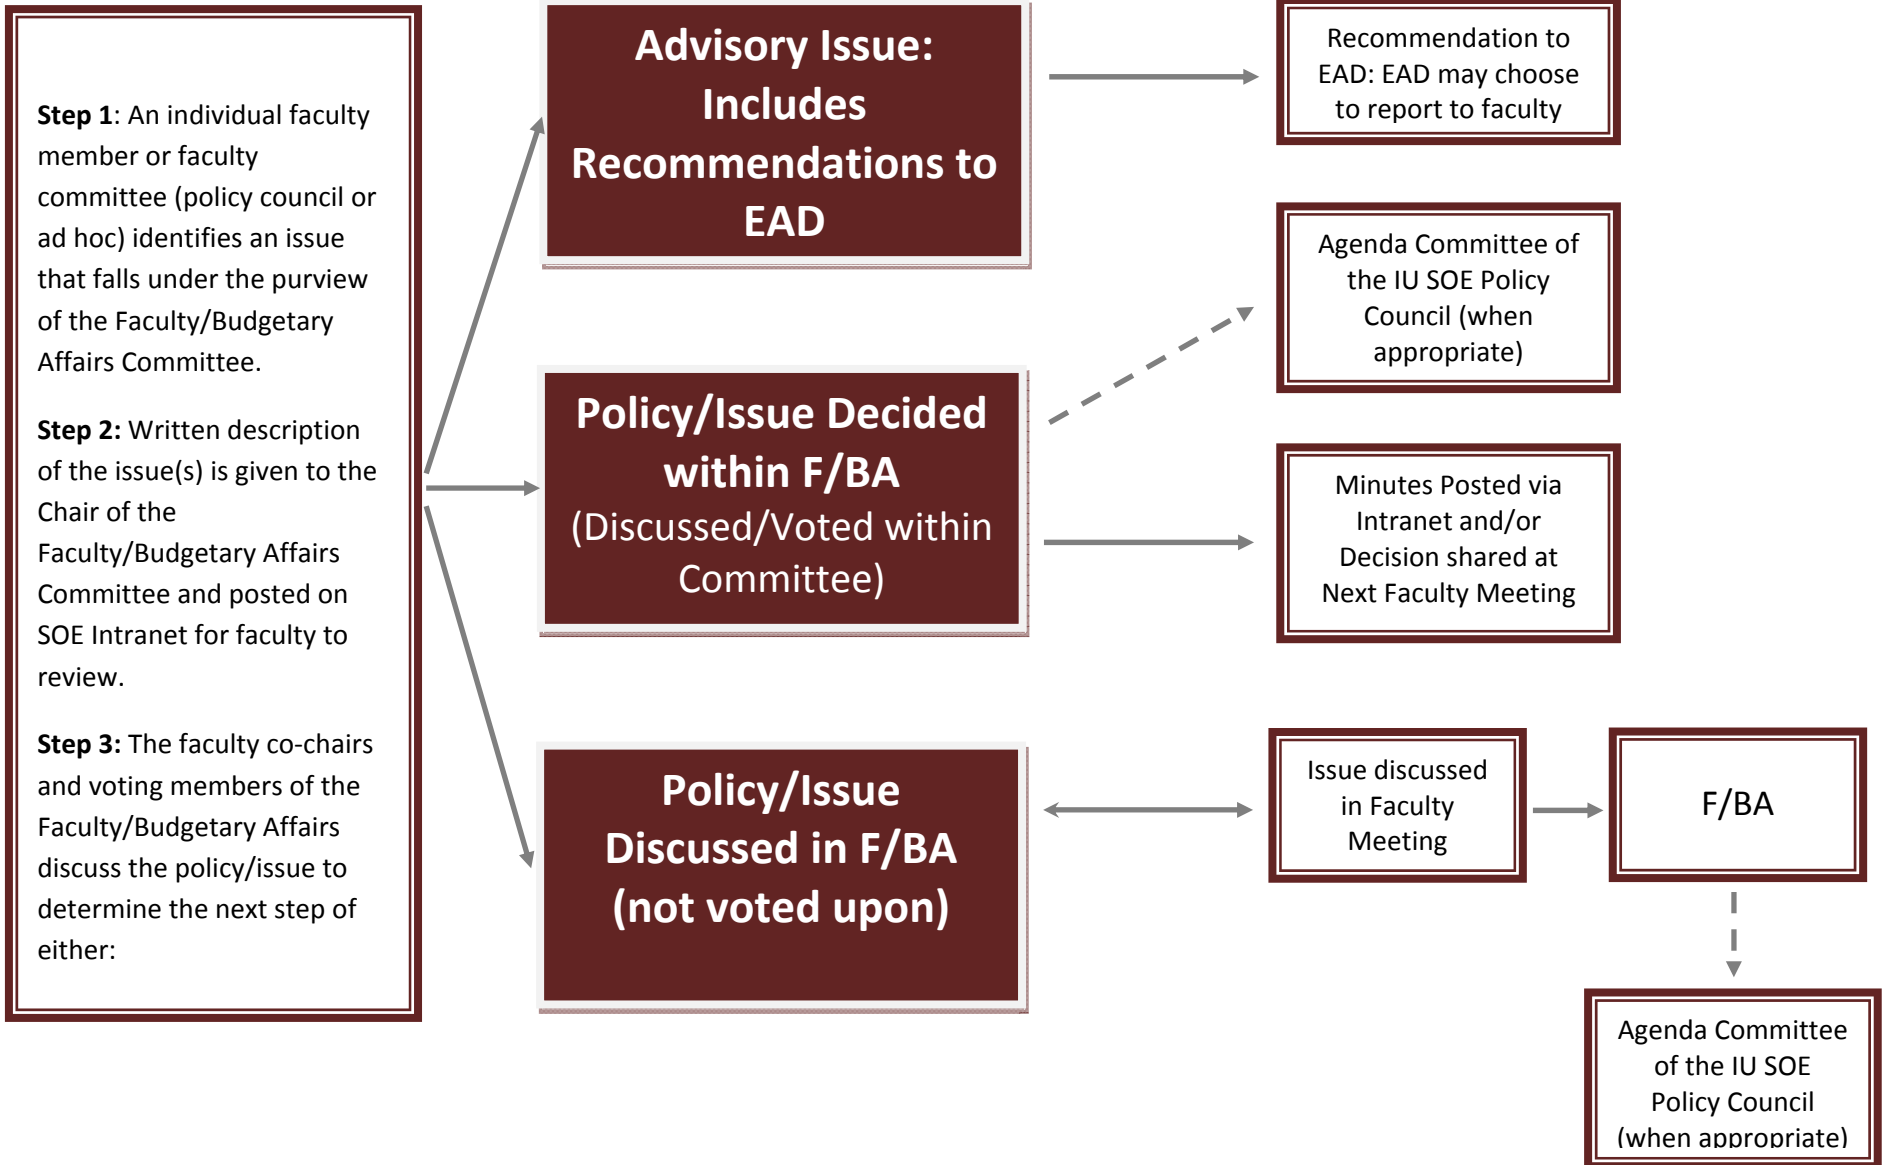 Step 1: An individual faculty
member or faculty
committee (policy council or
ad hoc) identifies an issue
that falls under the purview
of the Faculty/Budgetary
Affairs Committee.
Step 2: Written description
of the issue(s) is given to the
Chair of the
Faculty/Budgetary Affairs
Committee and posted on
SOE Intranet for faculty to
review.
Step 3: The faculty co-chairs
and voting members of the
Faculty/Budgetary Affairs
discuss the policy/issue to
determine the next step of
either:
Advisory Issue:
Includes
Recommendations to
EAD
Recommendation to
EAD: EAD may choose
to report to faculty
Policy/Issue Decided
within F/BA
(Discussed/Voted within
Committee)
Agenda Committee of
the IU SOE Policy
Council (when
appropriate)
Minutes Posted via
Intranet and/or
Decision shared at
Next Faculty Meeting
Policy/Issue
Discussed in F/BA
(not voted upon)
Issue discussed
in Faculty
Meeting
F/BA
Agenda Committee
of the IU SOE
Policy Council
(when appropriate)